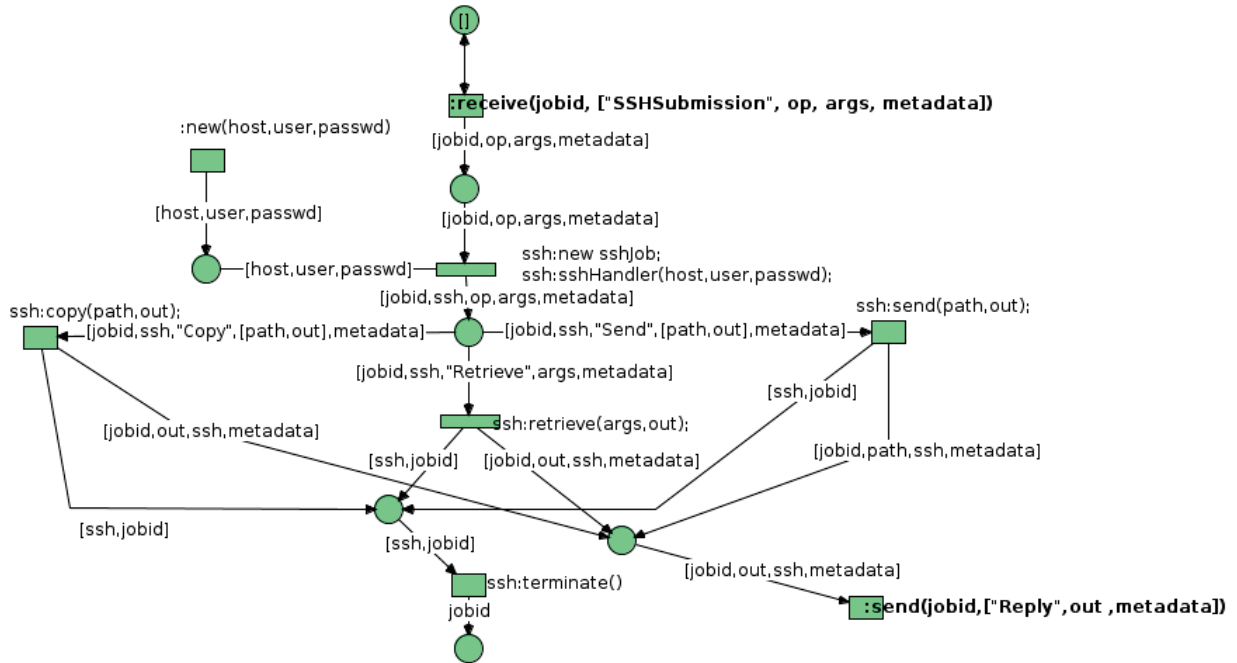 []
:receive(jobid, ["SSHSubmission", op, args, metadata])
:new(host,user,passwd)
[jobid,op,args,metadata]
[host,user,passwd]
[jobid,op,args,metadata]
ssh:new sshJob;
[host,user,passwd]
ssh:sshHandler(host,user,passwd);
[jobid,ssh,op,args,metadata]
ssh:copy(path,out);
ssh:send(path,out);
[jobid,ssh,"Copy",[path,out],metadata]
[jobid,ssh,"Send",[path,out],metadata]
[jobid,ssh,"Retrieve",args,metadata]
[ssh,jobid]
ssh:retrieve(args,out);
[jobid,out,ssh,metadata]
[ssh,jobid]
[jobid,out,ssh,metadata]
[jobid,path,ssh,metadata]
[ssh,jobid]
[ssh,jobid]
[jobid,out,ssh,metadata]
ssh:terminate()
jobid
:send(jobid,["Reply",out ,metadata])